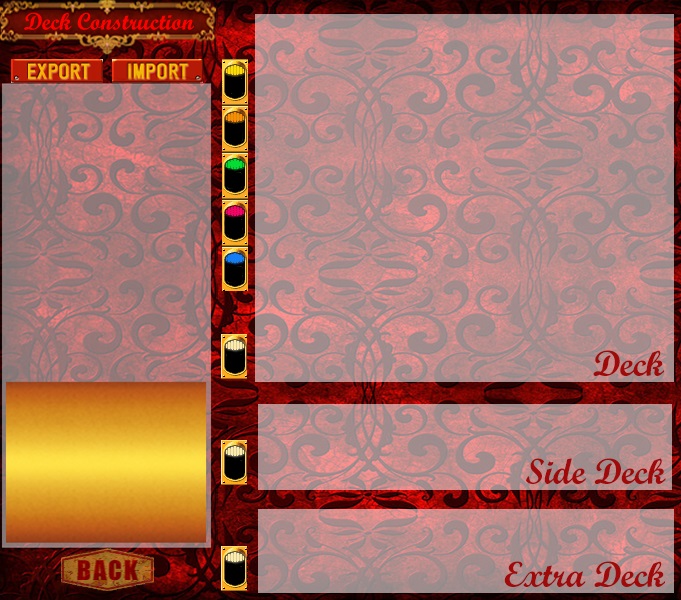 Deck Construction
EXPORT
IMPORT
Deck
Side Deck
Extra Deck
BACK